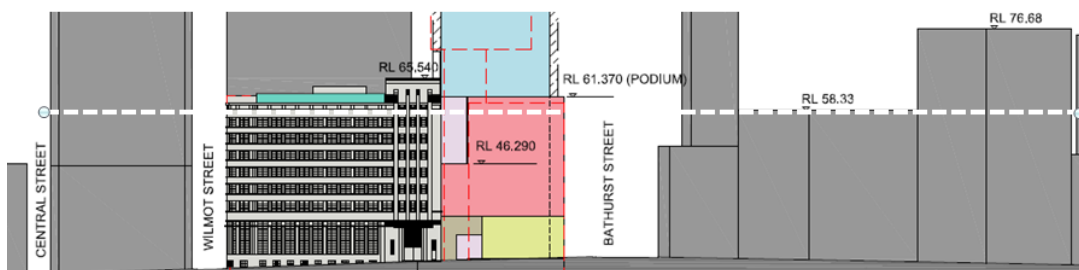 RL 76.68
RL 65.540
RL 61.370 (PODIUM)
RL 58.33
RL 46.290
CENTRAL STREET
WILMOT STREET
BATHURST STREET